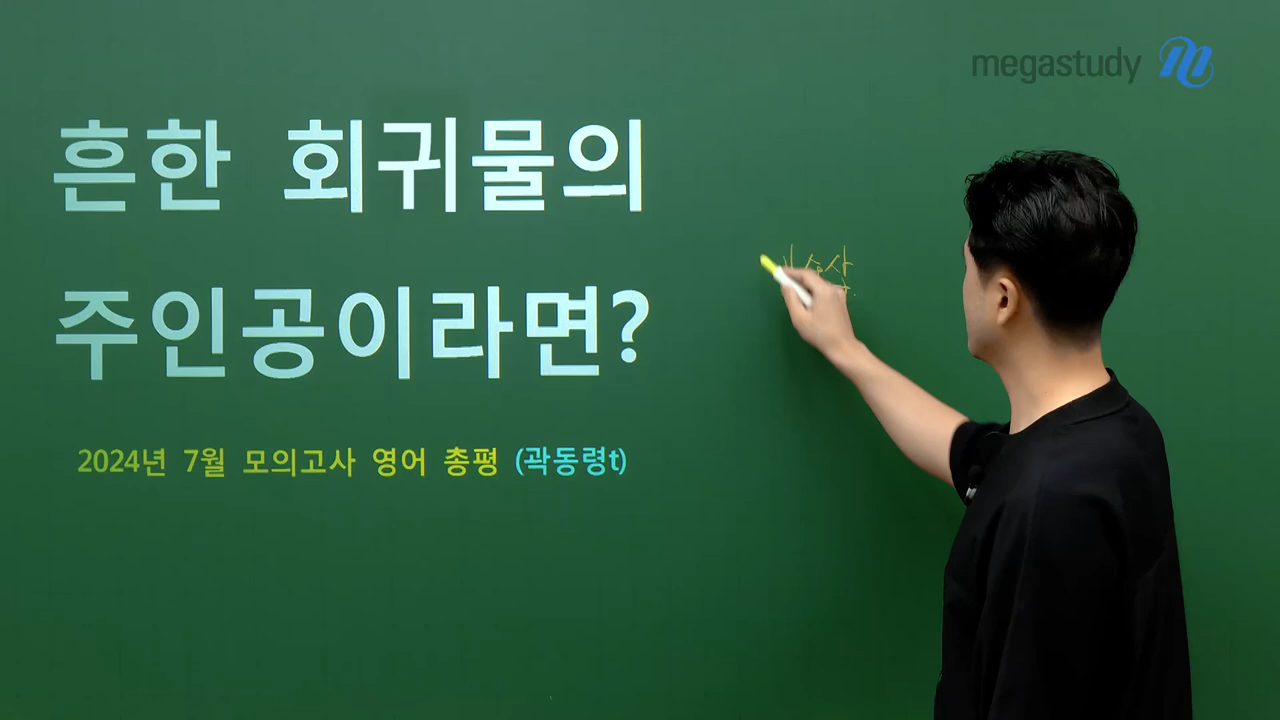 megastudy
흔한 회귀물의
주인공이라면?
2024년 7월 모의고사 영어 총평 (곽동령t)